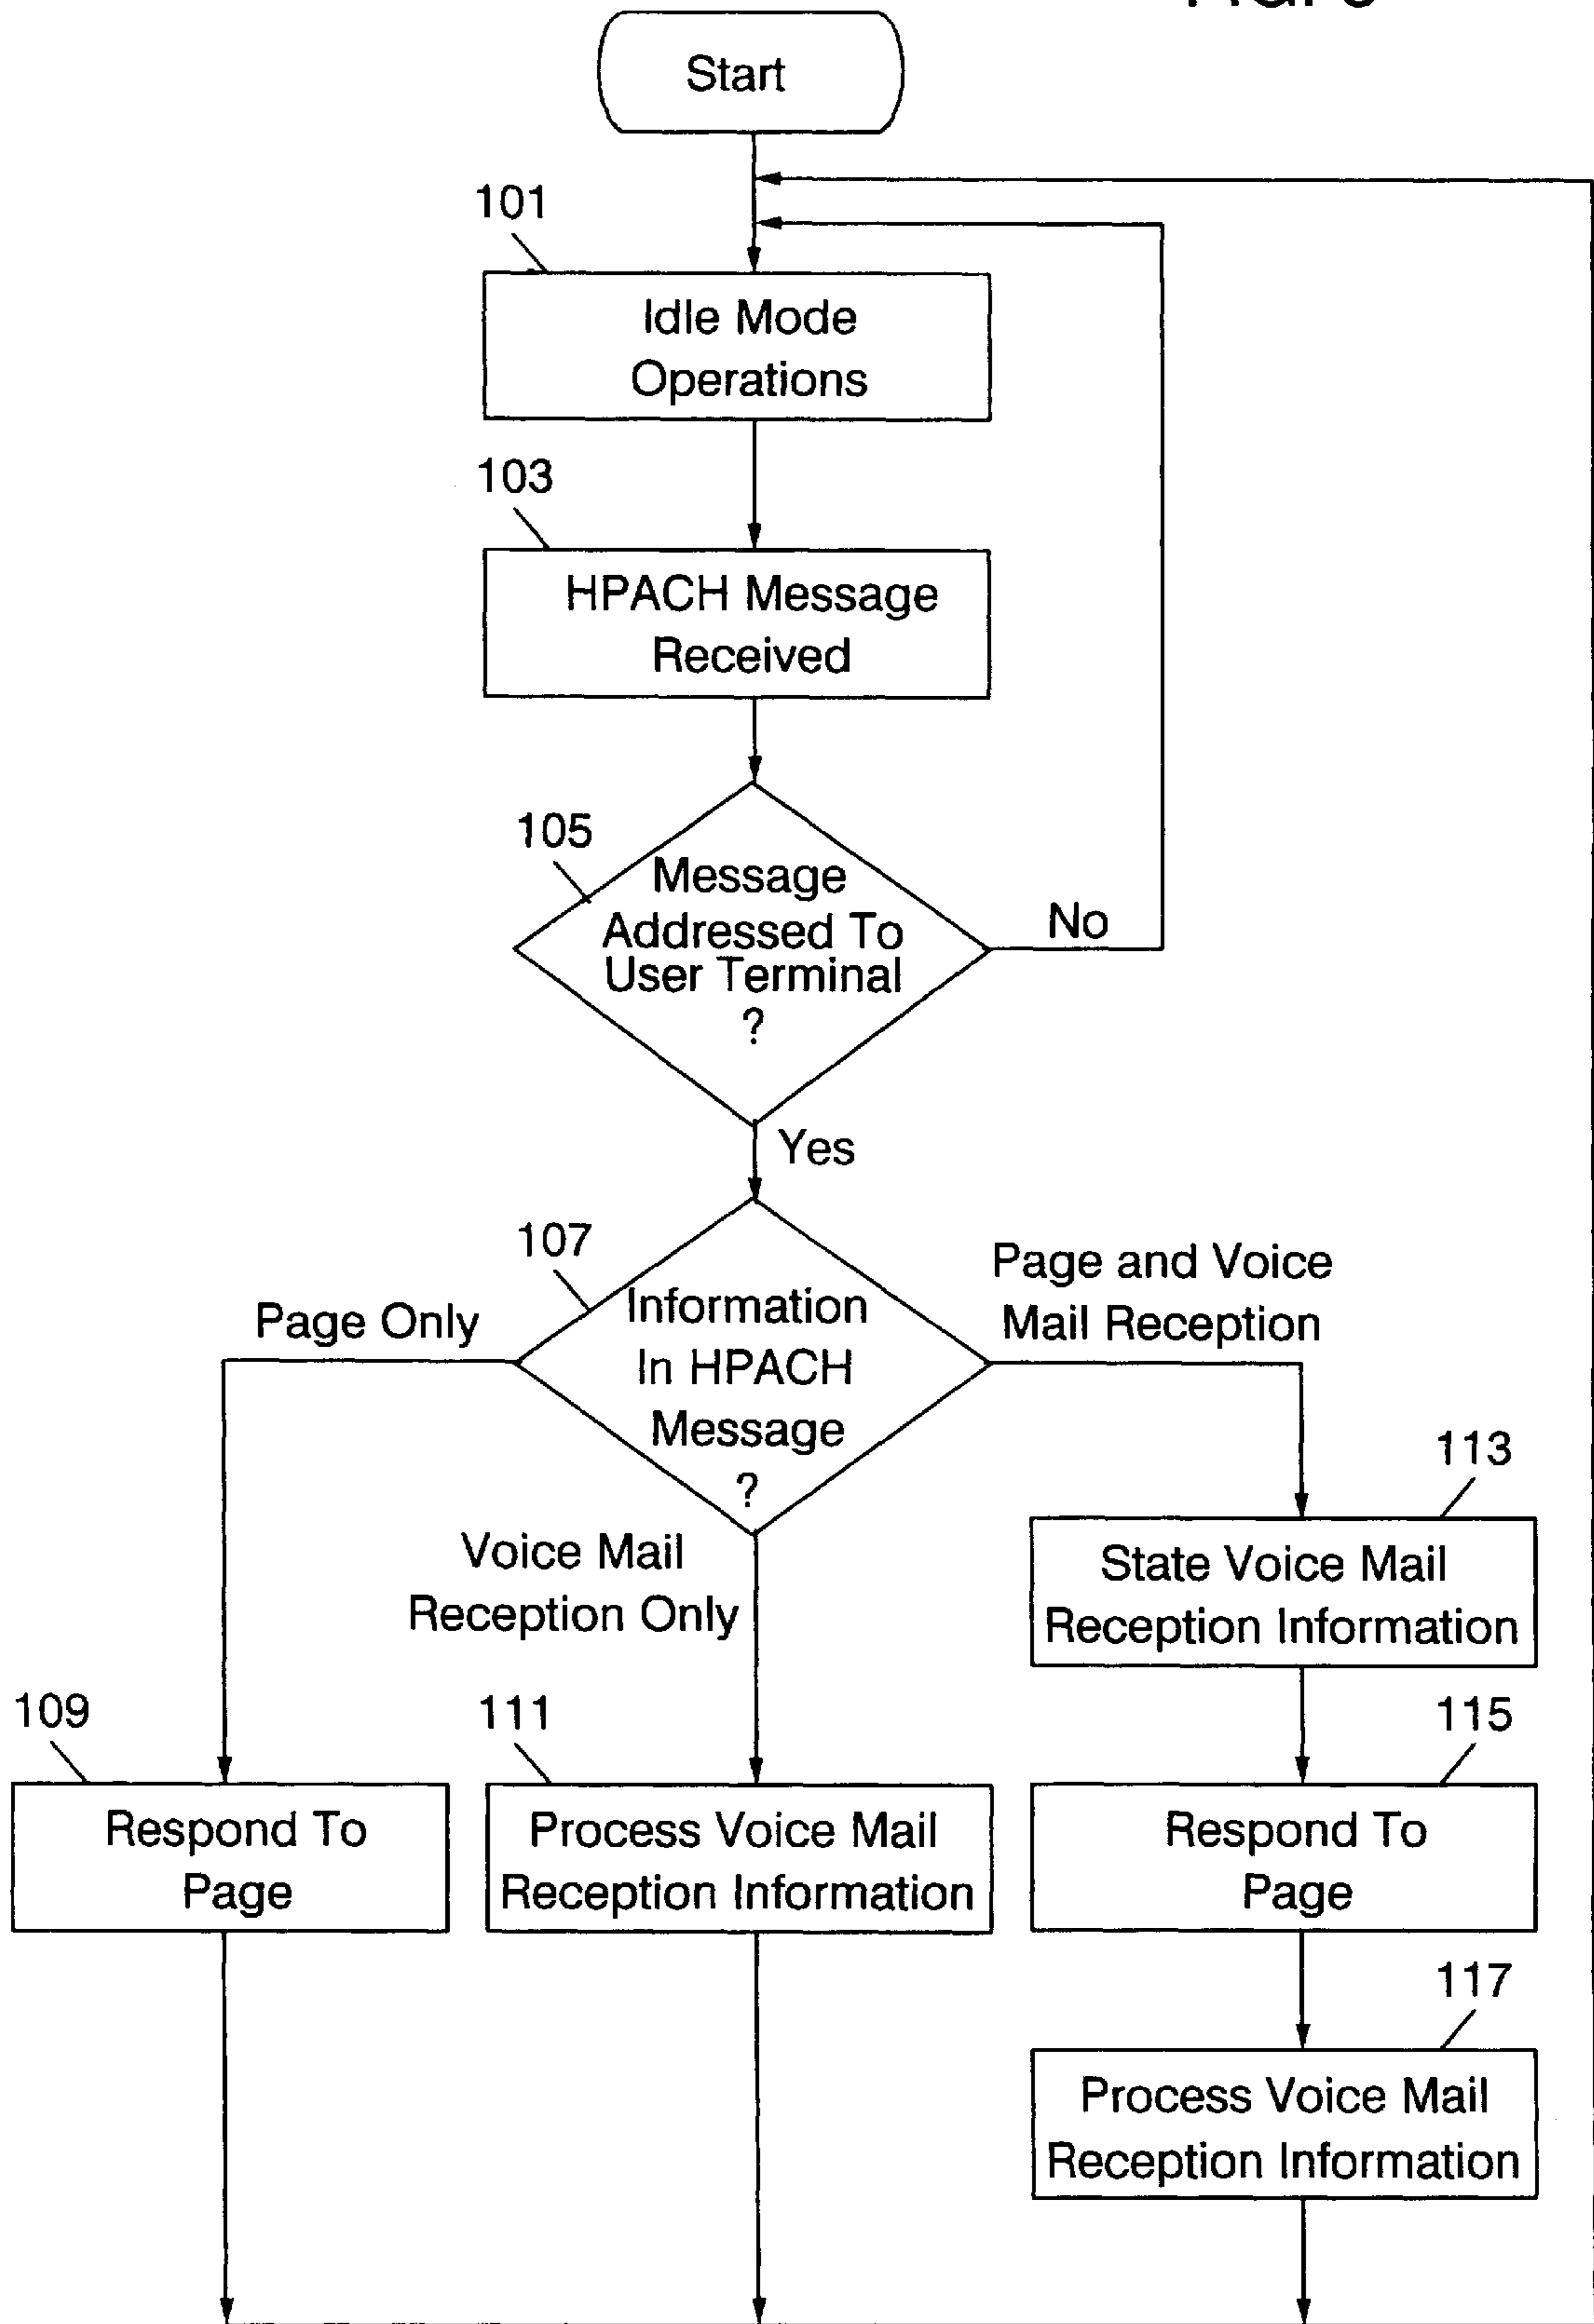 Start
101
Idle Mode
Operations
103
HPACH Message
Received
105
Message
Addressed To
User Terminal
?
No
Yes
107
Information
In HPACH
Message
?
Page Only
Page and Voice
Mail Reception
Voice Mail
Reception Only
113
State Voice Mail
Reception Information
109
Respond To
Page
111
Process Voice Mail
Reception Information
115
Respond To
Page
117
Process Voice Mail
Reception Information